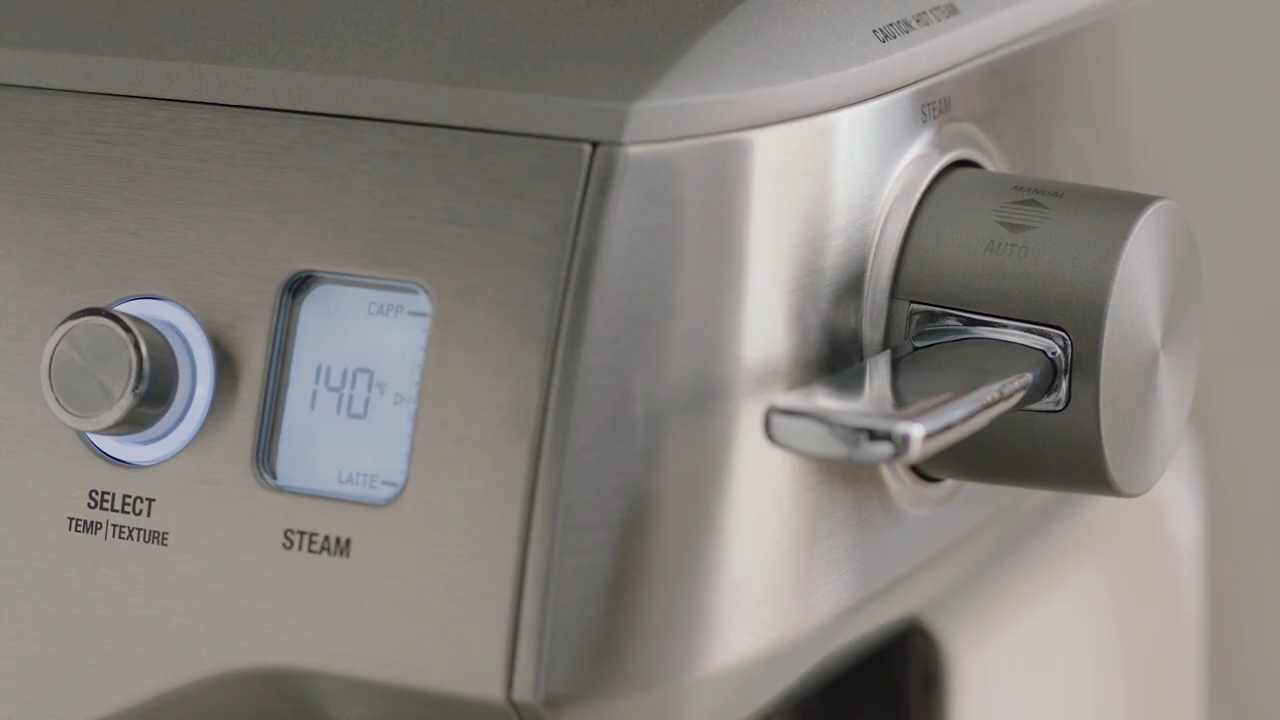 CAUTION: HOT STEAM
STEAM
MANUAL
AUTO
CAPP
140°F
LATTE
SELECT
TEMP|TEXTURE
STEAM